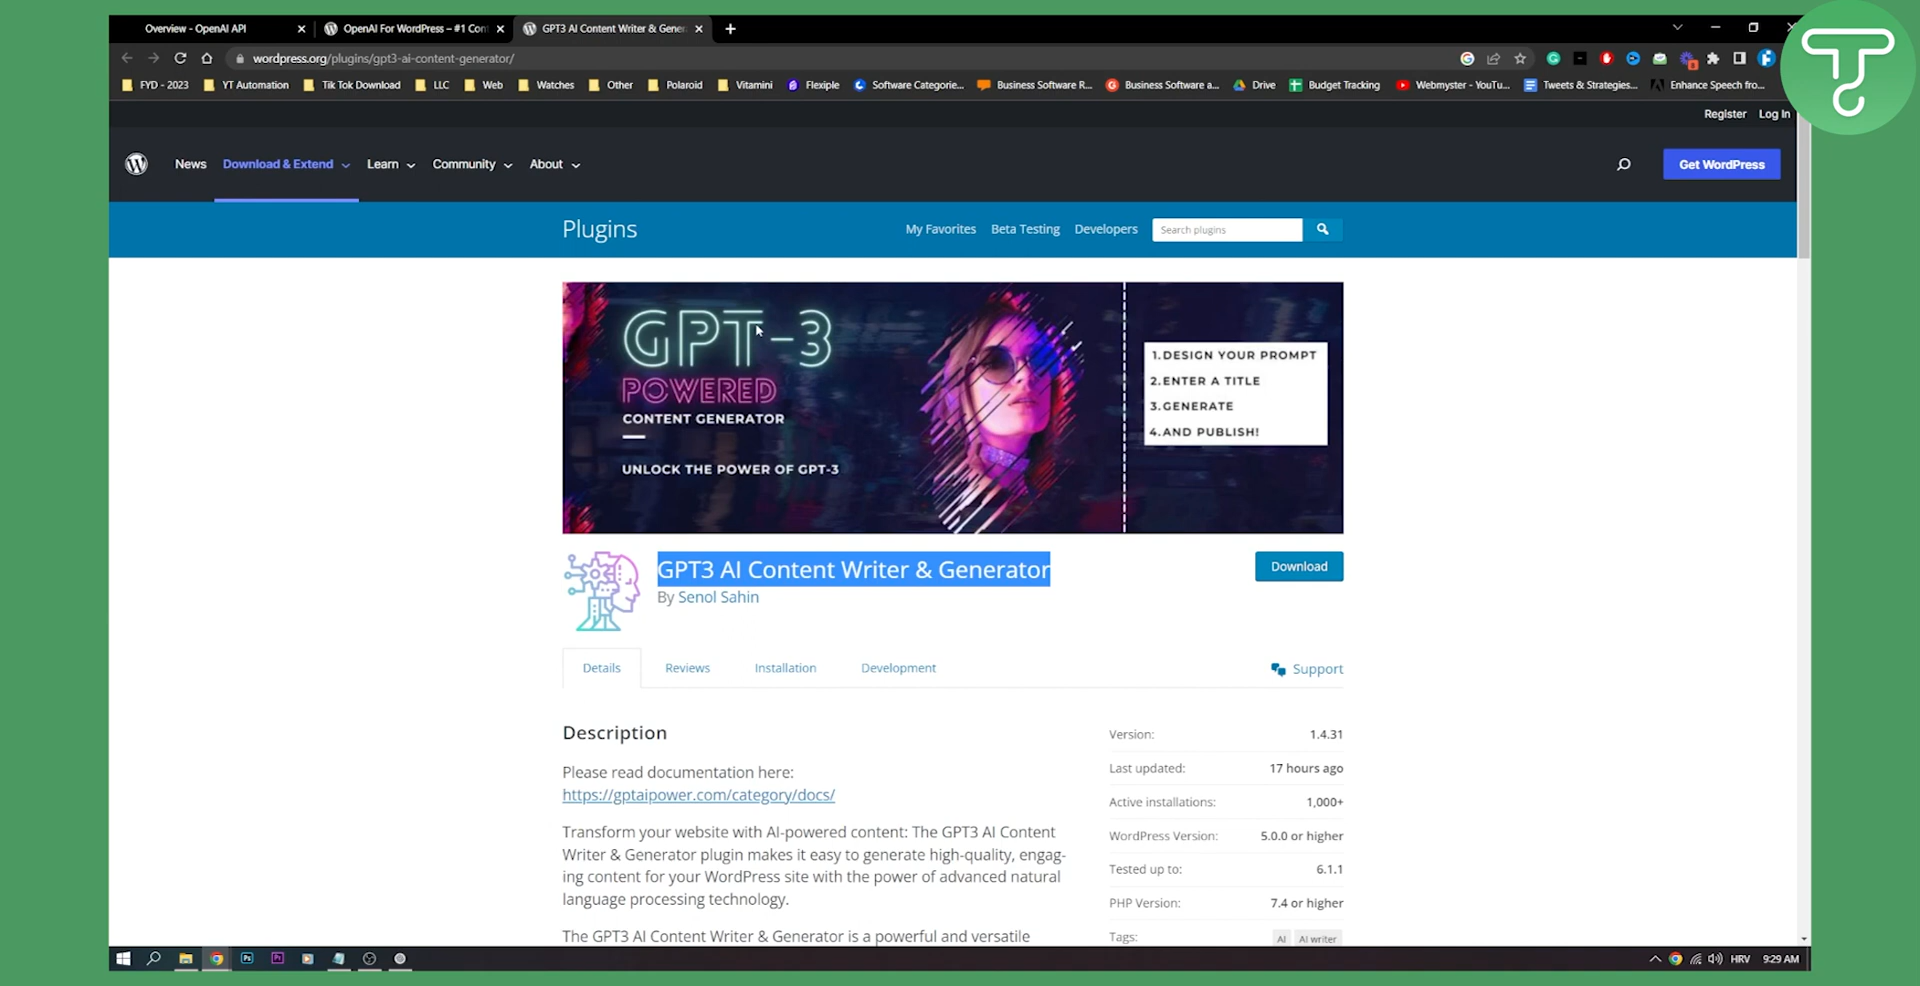 Overview - OpenAI API
OpenAI For WordPress – #1 Cont
GPT3 AI Content Writer & Gener
wordpress.org/plugins/gpt3-ai-content-generator/
FYD - 2023
YT Automation
Tik Tok Download
LLC
Web
Watches
Other
Polaroid
Vitamini
Flexiple
Software Categorie...
Business Software R...
Business Software a...
Drive
Budget Tracking
Webmyster - YouTu...
Tweets & Strategies...
Enhance Speech fro...
Register
Log In
News
Download & Extend
Learn
Community
About
Get WordPress
Plugins
My Favorites
Beta Testing
Developers
Search plugins
GPT-3
POWERED
CONTENT GENERATOR
UNLOCK THE POWER OF GPT-3
1.DESIGN YOUR PROMPT
2.ENTER A TITLE
3.GENERATE
4.AND PUBLISH!
GPT3 AI Content Writer & Generator
By Senol Sahin
Download
Details
Reviews
Installation
Development
Support
Description
Please read documentation here:
https://gptaipower.com/category/docs/
Transform your website with AI-powered content: The GPT3 AI Content
Writer & Generator plugin makes it easy to generate high-quality, engag-
ing content for your WordPress site with the power of advanced natural
language processing technology.
The GPT3 AI Content Writer & Generator is a powerful and versatile
Version: 1.4.31
Last updated: 17 hours ago
Active installations: 1,000+
WordPress Version: 5.0.0 or higher
Tested up to: 6.1.1
PHP Version: 7.4 or higher
Tags: AI AI writer
Ps
Pr
HRV
9:29 AM